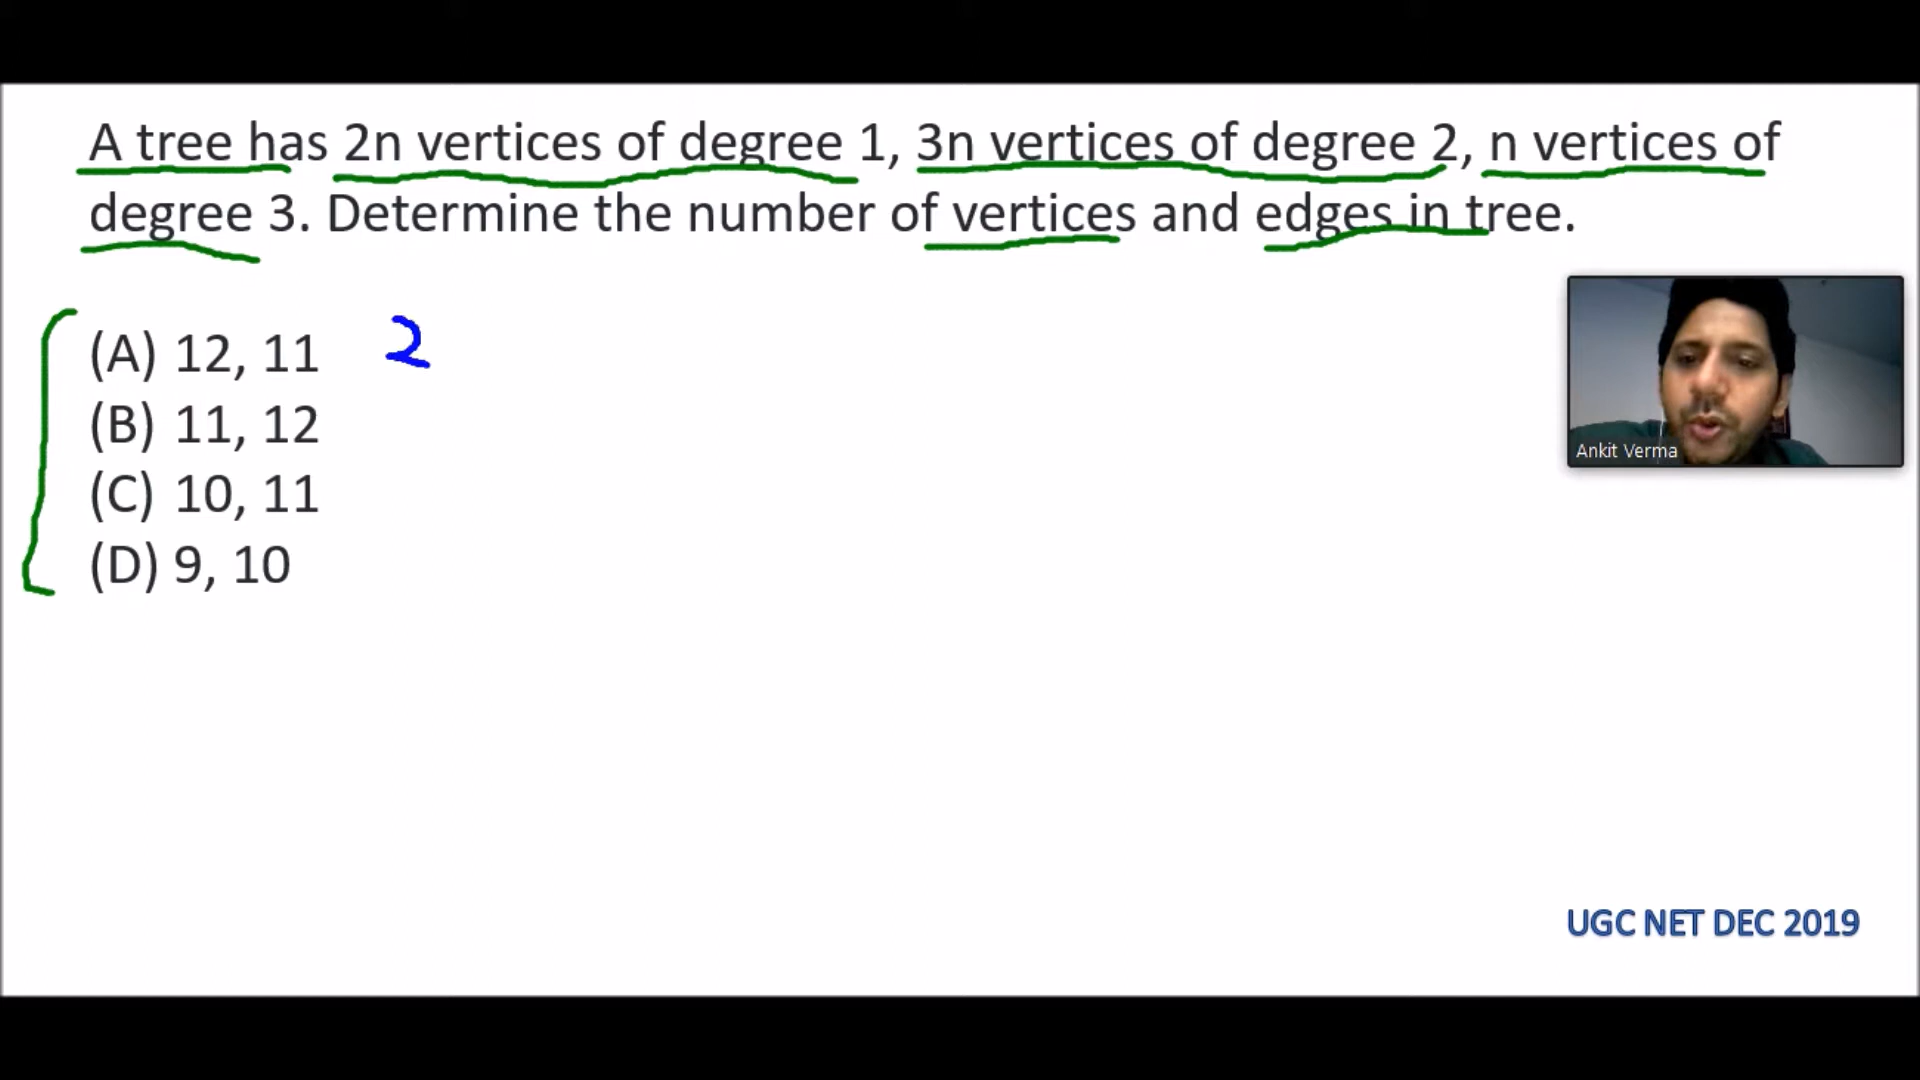 A tree has 2n vertices of degree 1, 3n vertices of degree 2, n vertices of
degree 3. Determine the number of vertices and edges in tree.
(A) 12, 11 2
(B) 11, 12
(C) 10, 11
(D) 9, 10
Ankit Verma
UGC NET DEC 2019